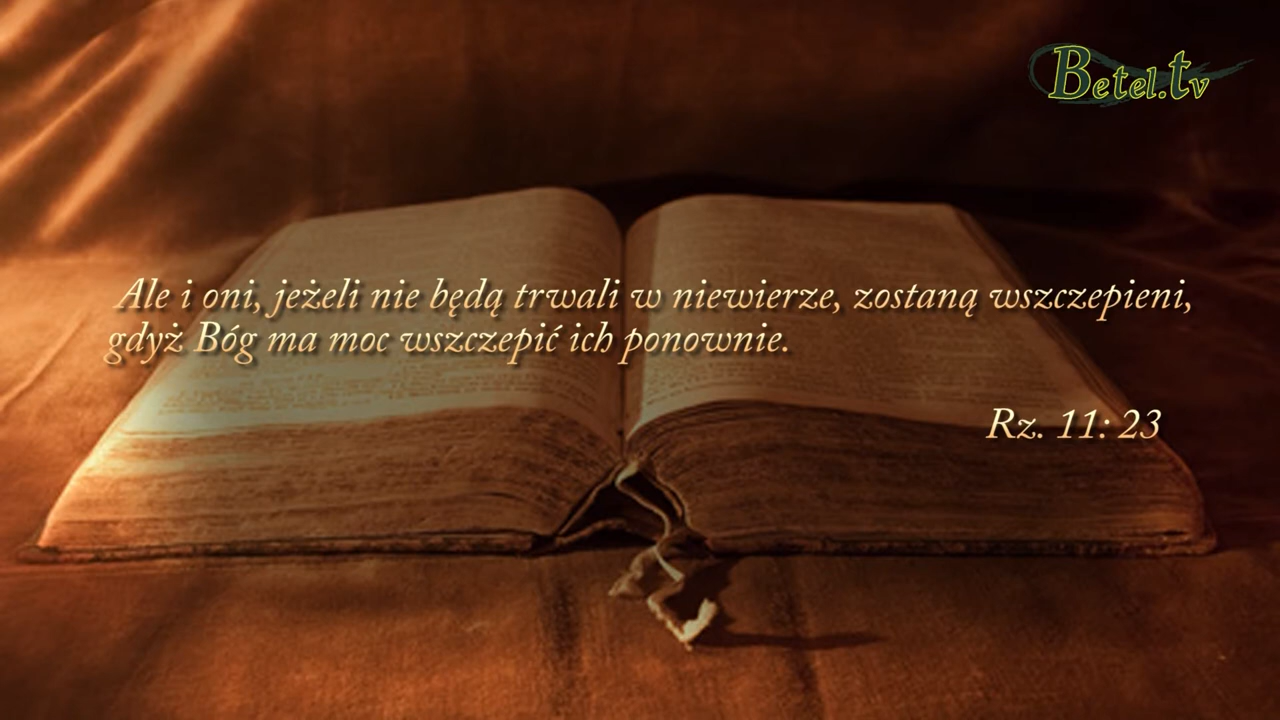 Betel.tv
Ale i oni, jeżeli nie będą trwali w niewierze, zostaną wszczepieni,
gdyż Bóg ma moc wszczepić ich ponownie.
Rz. 11: 23